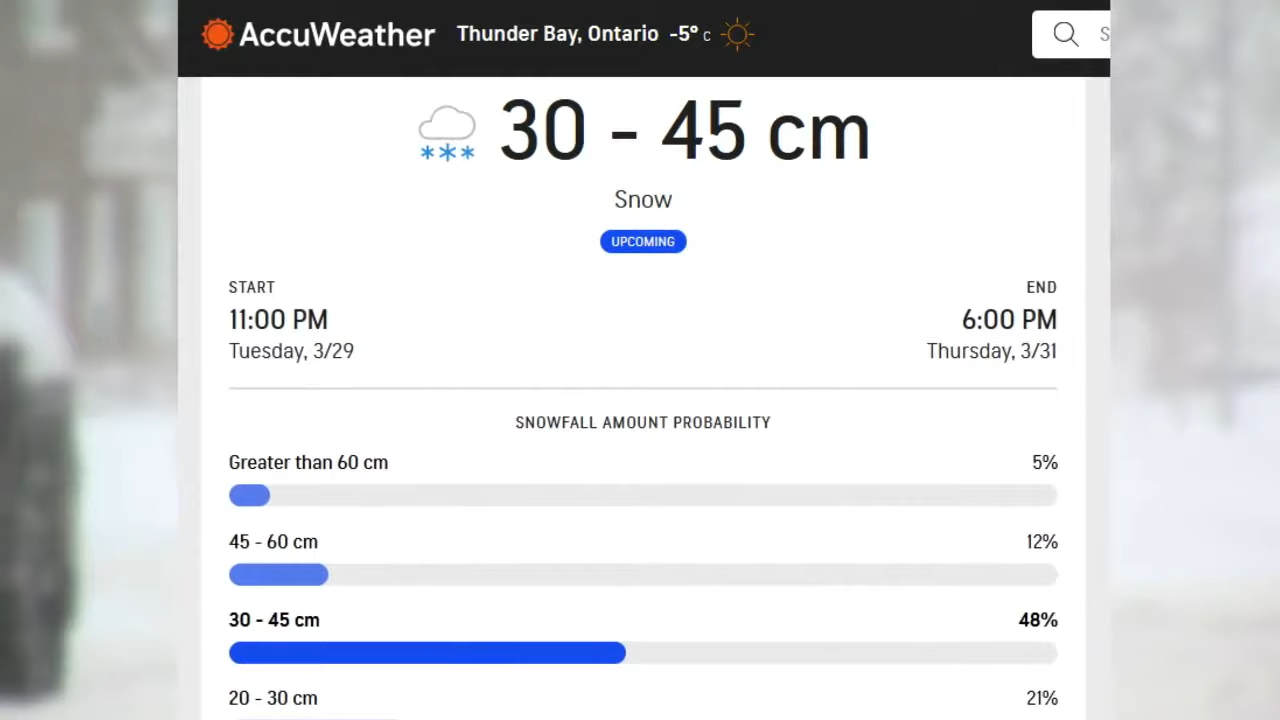 AccuWeather Thunder Bay, Ontario -5° c S
30 - 45 cm
Snow
UPCOMING
START END
11:00 PM 6:00 PM
Tuesday, 3/29 Thursday, 3/31
SNOWFALL AMOUNT PROBABILITY
Greater than 60 cm 5%
45 - 60 cm 12%
30 - 45 cm 48%
20 - 30 cm 21%